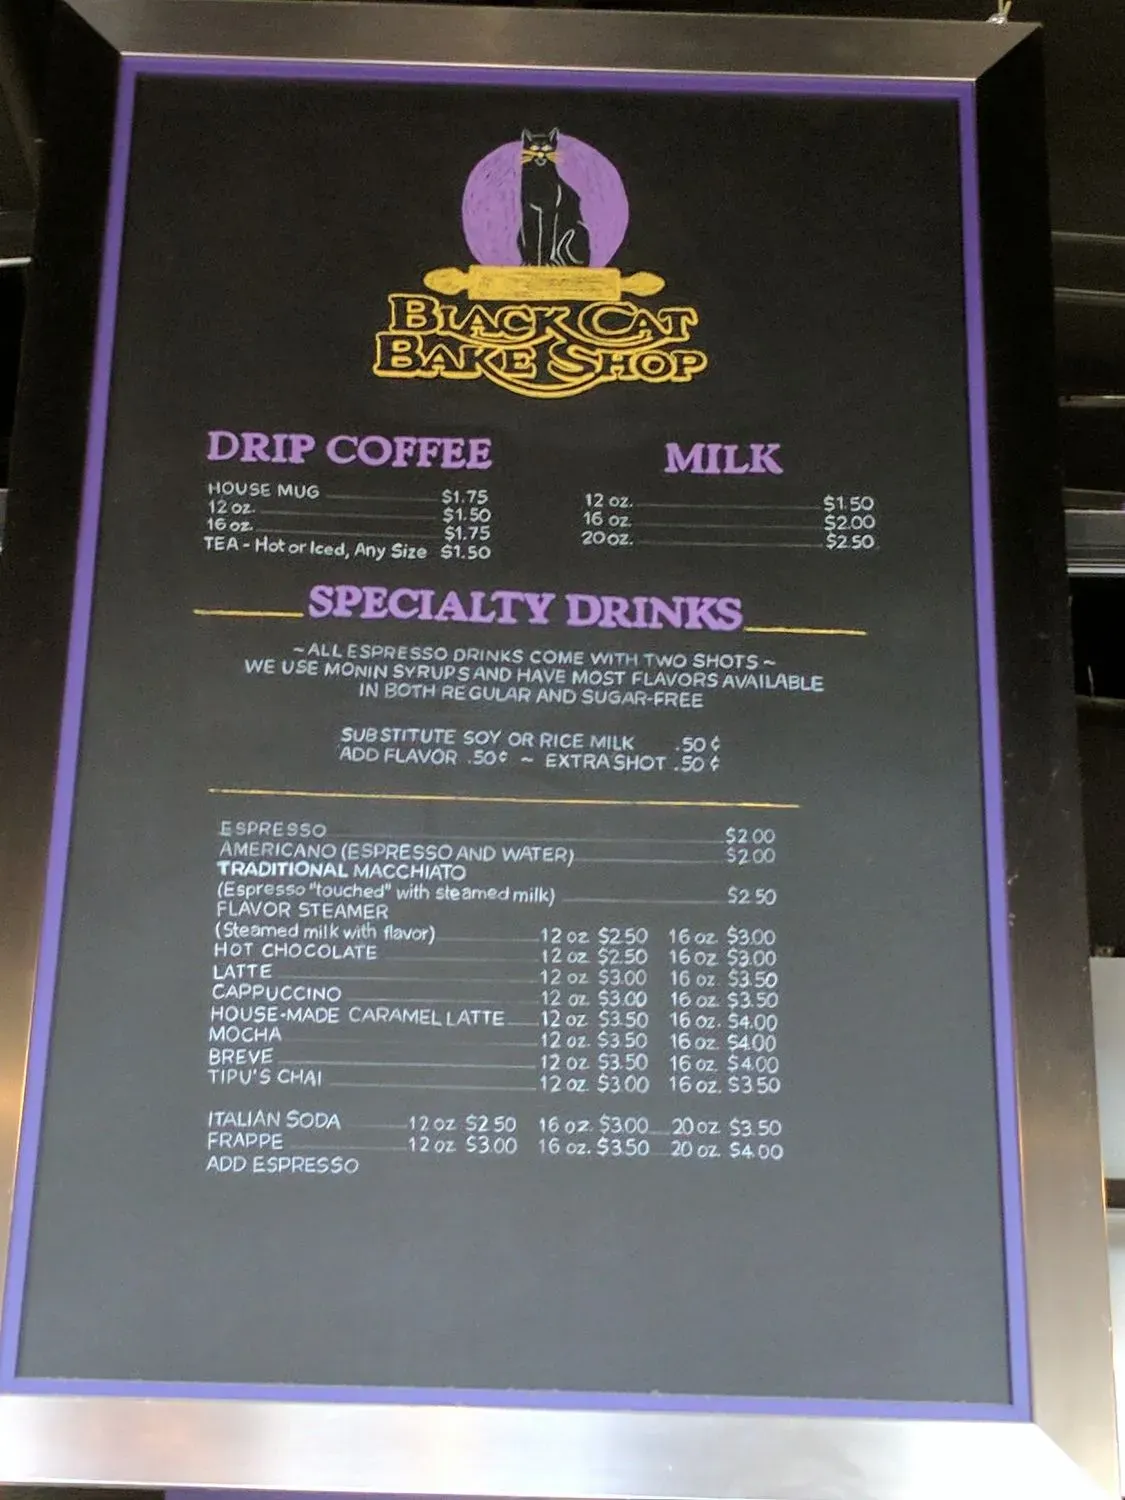 BLACK CAT
BAKE SHOP
DRIP COFFEE
HOUSE MUG $1.75
12 oz. $1.50
16 oz. $1.75
TEA - Hot or Iced, Any Size $1.50
MILK
12 oz. $1.50
16 oz. $2.00
20 oz. $2.50
SPECIALTY DRINKS
~ ALL ESPRESSO DRINKS COME WITH TWO SHOTS ~
WE USE MONIN SYRUPS AND HAVE MOST FLAVORS AVAILABLE
IN BOTH REGULAR AND SUGAR-FREE
SUBSTITUTE SOY OR RICE MILK .50 ¢
ADD FLAVOR .50¢ ~ EXTRA SHOT .50 ¢
ESPRESSO $2.00
AMERICANO (ESPRESSO AND WATER) $2.00
TRADITIONAL MACCHIATO
(Espresso "touched" with steamed milk) $2.50
FLAVOR STEAMER
(Steamed milk with flavor) 12 oz. $2.50 16 oz. $3.00
HOT CHOCOLATE 12 oz. $2.50 16 oz. $3.00
LATTE 12 oz. $3.00 16 oz. $3.50
CAPPUCCINO 12 oz. $3.00 16 oz. $3.50
HOUSE-MADE CARAMEL LATTE 12 oz. $3.50 16 oz. $4.00
MOCHA 12 oz. $3.50 16 oz. $4.00
BREVE 12 oz. $3.50 16 oz. $4.00
TIPU'S CHAI 12 oz. $3.00 16 oz. $3.50
ITALIAN SODA 12 oz. $2.50 16 oz. $3.00 20 oz. $3.50
FRAPPE 12 oz. $3.00 16 oz. $3.50 20 oz. $4.00
ADD ESPRESSO